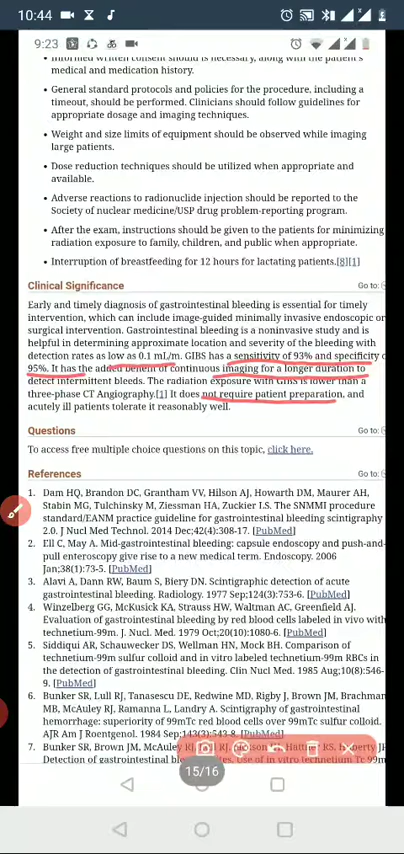 10:44
9:23
Informed written consent should is necessary, along with the patient's
medical and medication history.
• General standard protocols and policies for the procedure, including a
timeout, should be performed. Clinicians should follow guidelines for
appropriate dosage and imaging techniques.
• Weight and size limits of equipment should be observed while imaging
large patients.
• Dose reduction techniques should be utilized when appropriate and
available.
• Adverse reactions to radionuclide injection should be reported to the
Society of nuclear medicine/USP drug problem-reporting program.
• After the exam, instructions should be given to the patients for minimizing
radiation exposure to family, children, and public when appropriate.
• Interruption of breastfeeding for 12 hours for lactating patients.[8][1]
Clinical Significance Go to:
Early and timely diagnosis of gastrointestinal bleeding is essential for timely
intervention, which can include image-guided minimally invasive endoscopic or
surgical intervention. Gastrointestinal bleeding is a noninvasive study and is
helpful in determining approximate location and severity of the bleeding with
detection rates as low as 0.1 mL/m. GIBS has a sensitivity of 93% and specificity o
95%. It has the added benefit of continuous imaging for a longer duration to
detect intermittent bleeds. The radiation exposure with GIBS is lower than a
three-phase CT Angiography.[1] It does not require patient preparation, and
acutely ill patients tolerate it reasonably well.
Questions Go to:
To access free multiple choice questions on this topic, click here.
References Go to:
1. Dam HQ, Brandon DC, Grantham VV, Hilson AJ, Howarth DM, Maurer AH,
Stabin MG, Tulchinsky M, Ziessman HA, Zuckier LS. The SNMMI procedure
standard/EANM practice guideline for gastrointestinal bleeding scintigraphy
2.0. J Nucl Med Technol. 2014 Dec;42(4):308-17. [PubMed]
2. Ell C, May A. Mid-gastrointestinal bleeding: capsule endoscopy and push-and-
pull enteroscopy give rise to a new medical term. Endoscopy. 2006
Jan;38(1):73-5. [PubMed]
3. Alavi A, Dann RW, Baum S, Biery DN. Scintigraphic detection of acute
gastrointestinal bleeding. Radiology. 1977 Sep;124(3):753-6. [PubMed]
4. Winzelberg GG, McKusick KA, Strauss HW, Waltman AC, Greenfield AJ.
Evaluation of gastrointestinal bleeding by red blood cells labeled in vivo with
technetium-99m. J. Nucl. Med. 1979 Oct;20(10):1080-6. [PubMed]
5. Siddiqui AR, Schauwecker DS, Wellman HN, Mock BH. Comparison of
technetium-99m sulfur colloid and in vitro labeled technetium-99m RBCs in
the detection of gastrointestinal bleeding. Clin Nucl Med. 1985 Aug;10(8):546-
9. [PubMed]
6. Bunker SR, Lull RJ, Tanasescu DE, Redwine MD, Rigby J, Brown JM, Brachman
MB, McAuley RJ, Ramanna L, Landry A. Scintigraphy of gastrointestinal
hemorrhage: superiority of 99mTc red blood cells over 99mTc sulfur colloid.
AJR Am J Roentgenol. 1984 Sep;143(3):543-8. [PubMed]
7. Bunker SR, Brown JM, McAuley RJ,
Detection of gastrointestinal Use of in vitro technetium Tc 99m
15/16